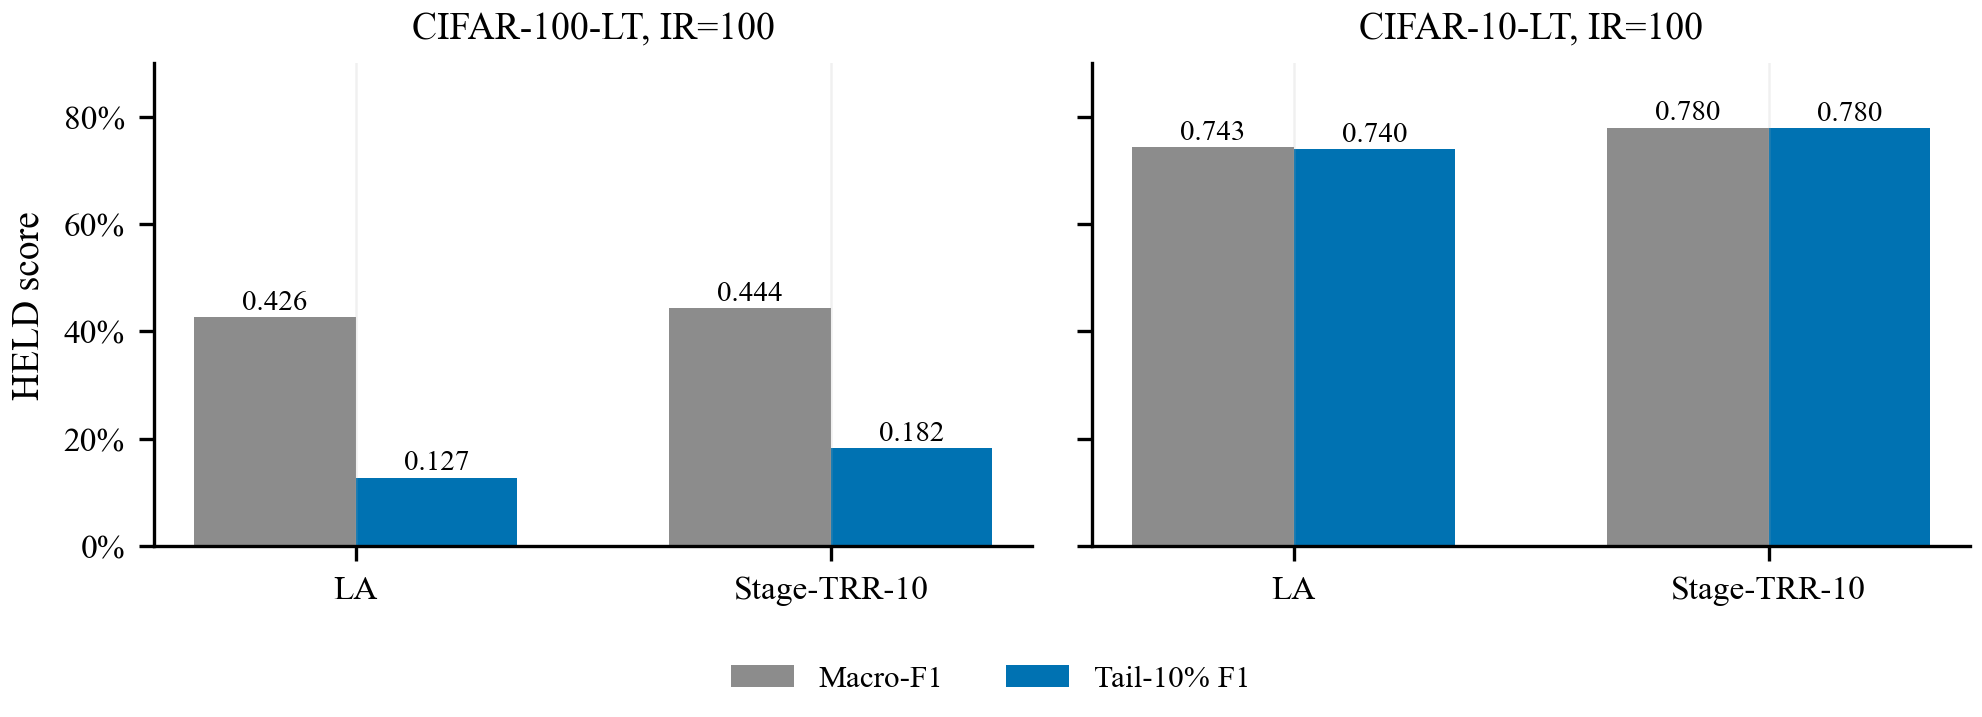 CIFAR-100-LT, IR=100
CIFAR-10-LT, IR=100
HELD score
80%
60%
40%
20%
0%
0.426
0.127
0.444
0.182
0.743
0.740
0.780
0.780
LA
Stage-TRR-10
LA
Stage-TRR-10
Macro-F1
Tail-10% F1